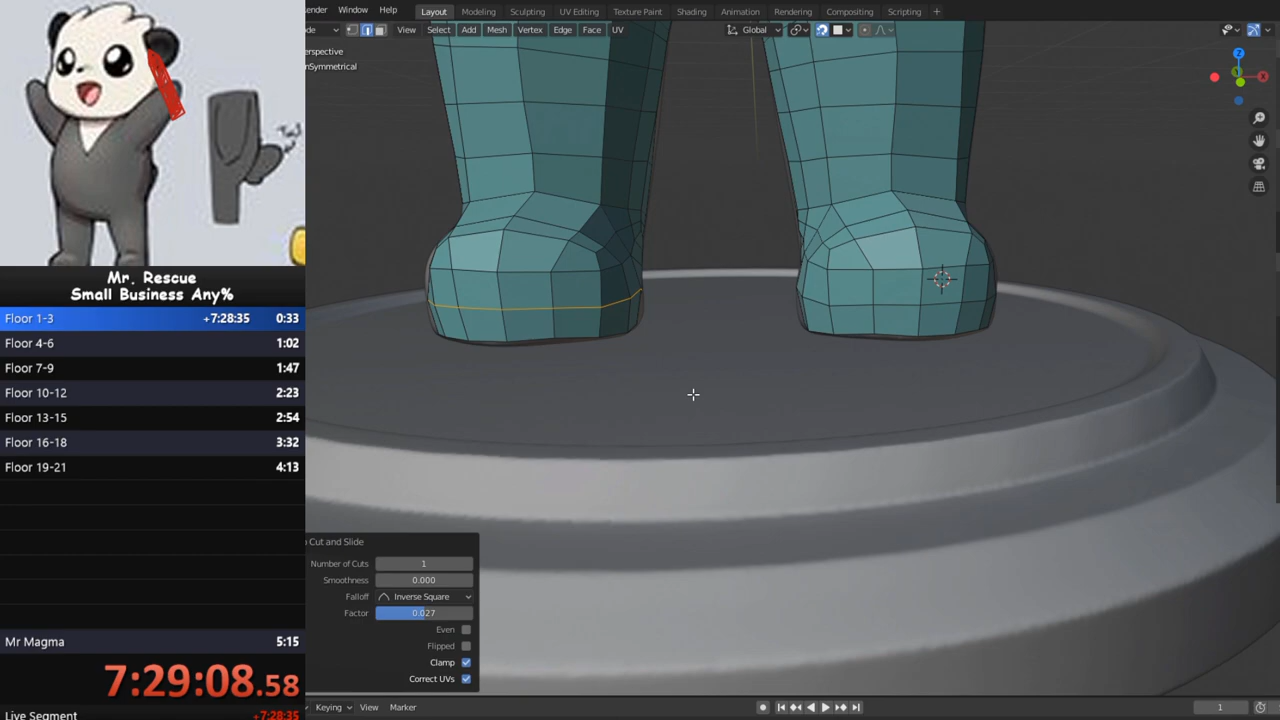 ender Window Help
Layout Modeling Sculpting UV Editing Texture Paint Shading Animation Rendering Compositing Scripting +
de View Select Add Mesh Vertex Edge Face UV Global
rspective
nSymmetrical
Z
X
Mr. Rescue
Small Business Any%
Floor 1-3 +7:28:35 0:33
Floor 4-6 1:02
Floor 7-9 1:47
Floor 10-12 2:23
Floor 13-15 2:54
Floor 16-18 3:32
Floor 19-21 4:13
Mr Magma 5:15
7:29:08.58
Live Segment +7:28:35
p Cut and Slide
Number of Cuts 1
Smoothness 0.000
Falloff Inverse Square
Factor 0.027
Even
Flipped
Clamp
Correct UVs
Keying View Marker 1